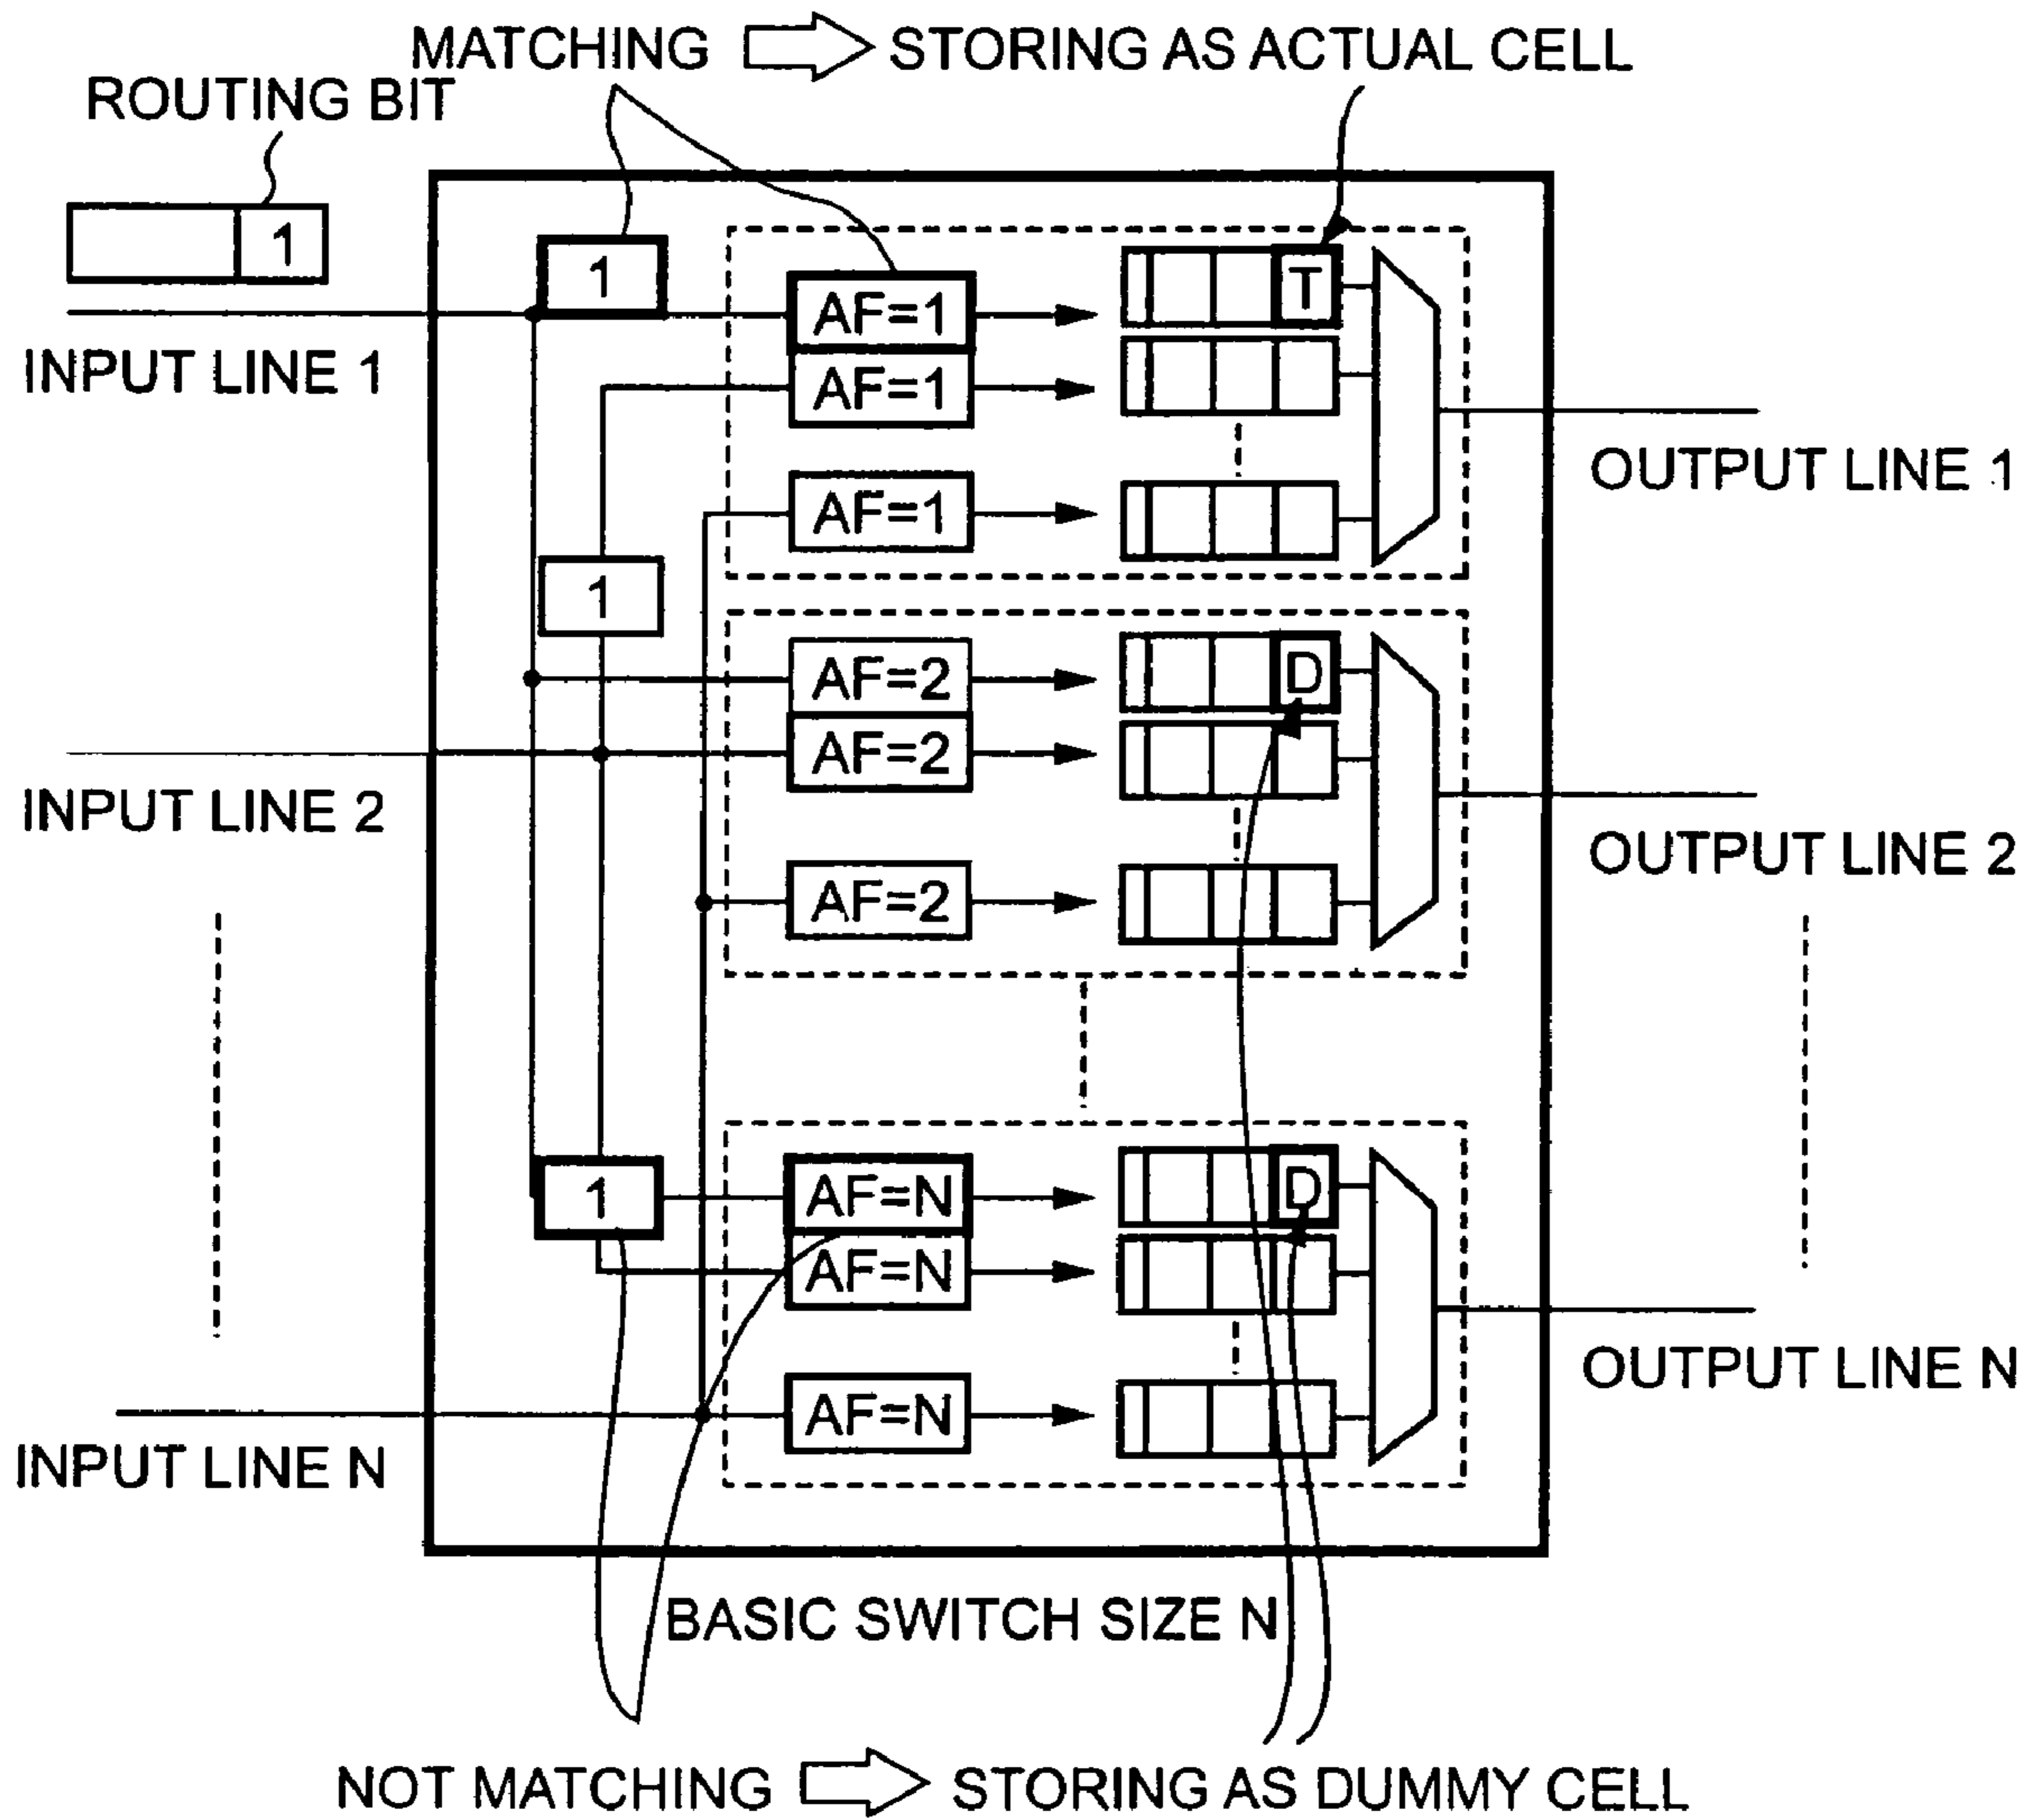 MATCHING STORING AS ACTUAL CELL
ROUTING BIT
1
1
T
AF=1
INPUT LINE 1
AF=1
OUTPUT LINE 1
AF=1
1
AF=2
D
AF=2
INPUT LINE 2
OUTPUT LINE 2
AF=2
1
AF=N
D
AF=N
OUTPUT LINE N
AF=N
INPUT LINE N
BASIC SWITCH SIZE N
NOT MATCHING STORING AS DUMMY CELL